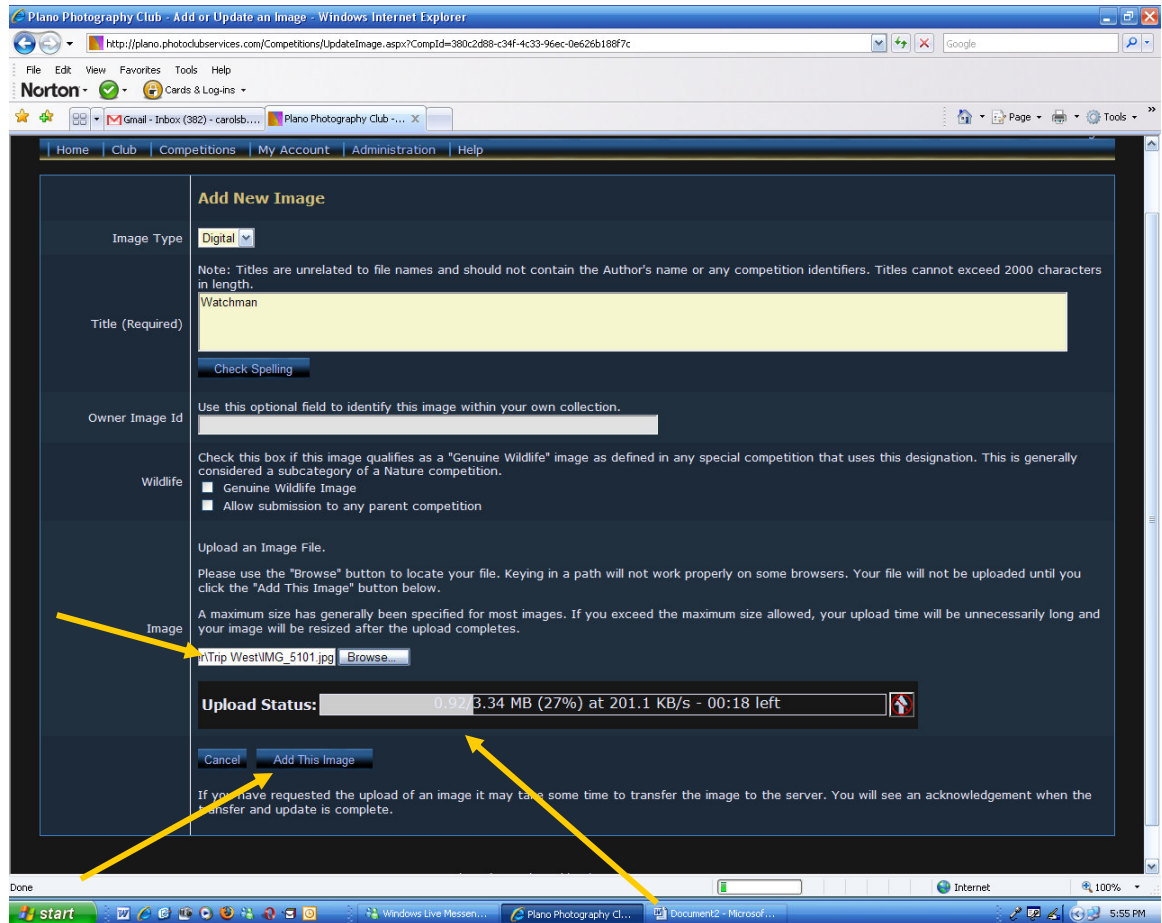 Plano Photography Club - Add or Update an Image - Windows Internet Explorer
http://plano.photoclubservices.com/Competitions/UpdateImage.aspx?CompId=380c2d88-c34f-4c33-96ec-0e626b188f7c
Google
File Edit View Favorites Tools Help
Norton Cards & Log-ins
Gmail - Inbox (382) - carolsb.... Plano Photography Club -... X Page Tools »
Home | Club | Competitions | My Account | Administration | Help
Add New Image
Image Type Digital
Note: Titles are unrelated to file names and should not contain the Author's name or any competition identifiers. Titles cannot exceed 2000 characters
in length.
Watchman
Title (Required)
Check Spelling
Use this optional field to identify this image within your own collection.
Owner Image Id
Check this box if this image qualifies as a "Genuine Wildlife" image as defined in any special competition that uses this designation. This is generally
considered a subcategory of a Nature competition.
Wildlife
Genuine Wildlife Image
Allow submission to any parent competition
Upload an Image File.
Please use the "Browse" button to locate your file. Keying in a path will not work properly on some browsers. Your file will not be uploaded until you
click the "Add This Image" button below.
A maximum size has generally been specified for most images. If you exceed the maximum size allowed, your upload time will be unnecessarily long and
Image your image will be resized after the upload completes.
r\Trip West\IMG_5101.jpg Browse...
Upload Status: 0.92/3.34 MB (27%) at 201.1 KB/s - 00:18 left
Cancel Add This Image
If you have requested the upload of an image it may take some time to transfer the image to the server. You will see an acknowledgement when the
transfer and update is complete.
Done Internet 100%
start Windows Live Messen... Plano Photography Cl... Document2 - Microsof... 5:55 PM